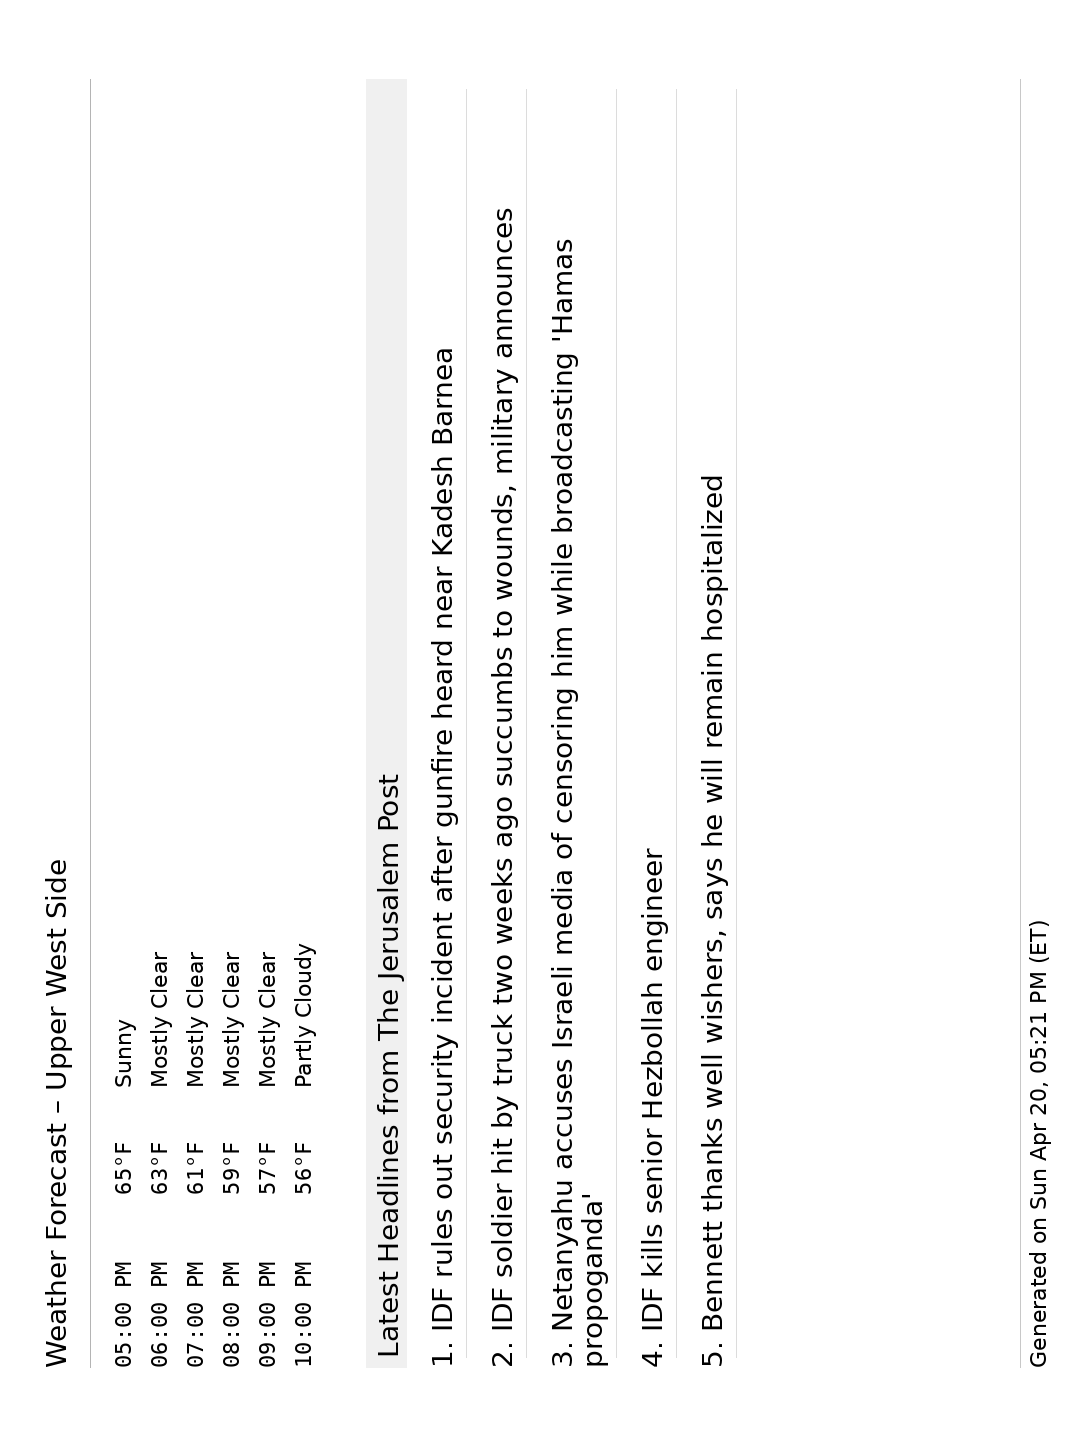 Weather Forecast – Upper West Side
05:00 PM 65°F Sunny
06:00 PM 63°F Mostly Clear
07:00 PM 61°F Mostly Clear
08:00 PM 59°F Mostly Clear
09:00 PM 57°F Mostly Clear
10:00 PM 56°F Partly Cloudy
Latest Headlines from The Jerusalem Post
1. IDF rules out security incident after gunfire heard near Kadesh Barnea
2. IDF soldier hit by truck two weeks ago succumbs to wounds, military announces
3. Netanyahu accuses Israeli media of censoring him while broadcasting 'Hamas
propoganda'
4. IDF kills senior Hezbollah engineer
5. Bennett thanks well wishers, says he will remain hospitalized
Generated on Sun Apr 20, 05:21 PM (ET)